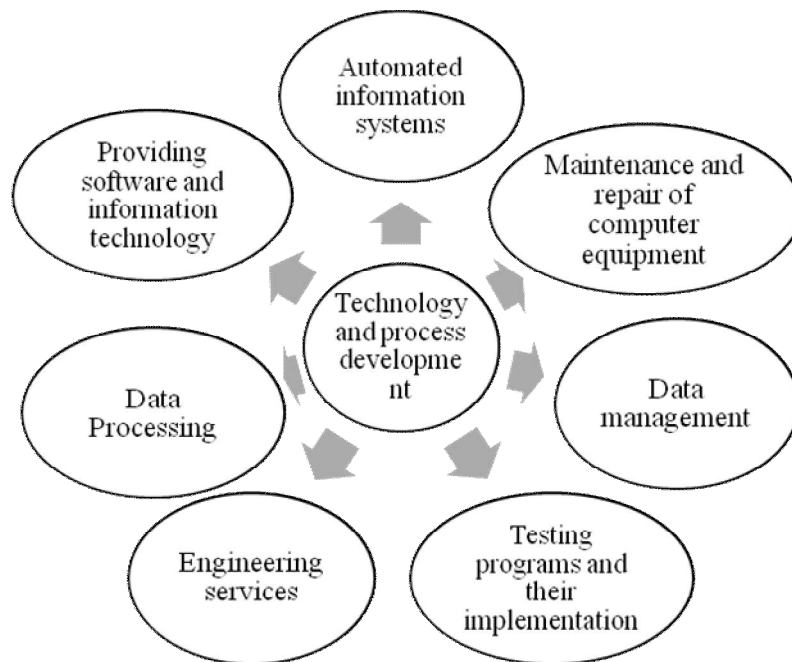 Automated
information
systems
Providing
software and
information
technology
Maintenance and
repair of
computer
equipment
Technology
and process
developme
nt
Data
Processing
Data
management
Engineering
services
Testing
programs and
their
implementation